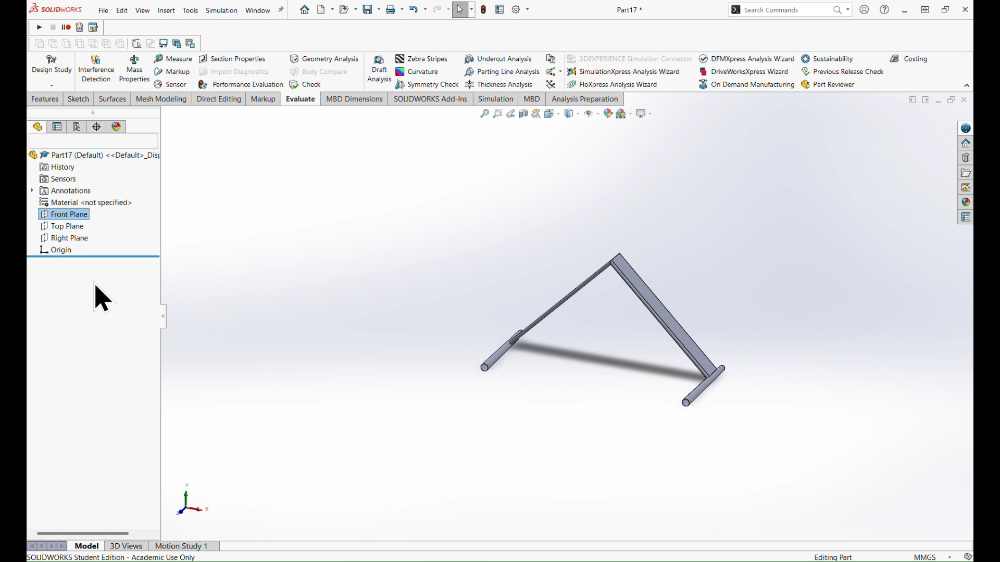 SOLIDWORKS File Edit View Insert Tools Simulation Window Part17 * Search Commands
Design Study Interference Detection Mass Properties Measure Section Properties Geometry Analysis Draft Analysis Zebra Stripes Undercut Analysis 3DEXPERIENCE Simulation Connector DFMXpress Analysis Wizard Sustainability Costing
Markup Import Diagnostics Body Compare Curvature Parting Line Analysis SimulationXpress Analysis Wizard DriveWorksXpress Wizard Previous Release Check
Sensor Performance Evaluation Check Symmetry Check Thickness Analysis FloXpress Analysis Wizard On Demand Manufacturing Part Reviewer
Features Sketch Surfaces Mesh Modeling Direct Editing Markup Evaluate MBD Dimensions SOLIDWORKS Add-Ins Simulation MBD Analysis Preparation
Part17 (Default) <<Default>_Disp
History
Sensors
Annotations
Material <not specified>
Front Plane
Top Plane
Right Plane
Origin
Y
X
Z
Model 3D Views Motion Study 1
SOLIDWORKS Student Edition - Academic Use Only Editing Part MMGS